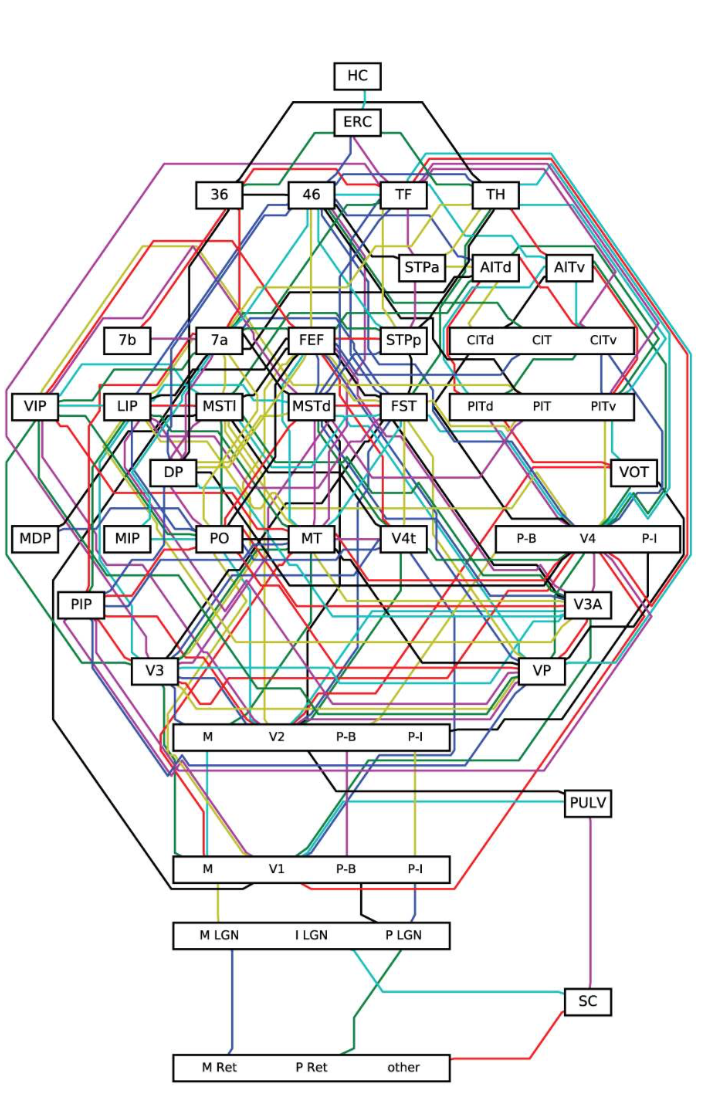 HC
ERC
36 46 TF TH
STPa AITd AITv
7b 7a FEF STPp CITd CIT CITv
VIP LIP MSTl MSTd FST PITd PIT PITv
DP VOT
MDP MIP PO MT V4t P-B V4 P-I
PIP V3A
V3 VP
M V2 P-B P-I
PULV
M V1 P-B P-I
M LGN I LGN P LGN
SC
M Ret P Ret other